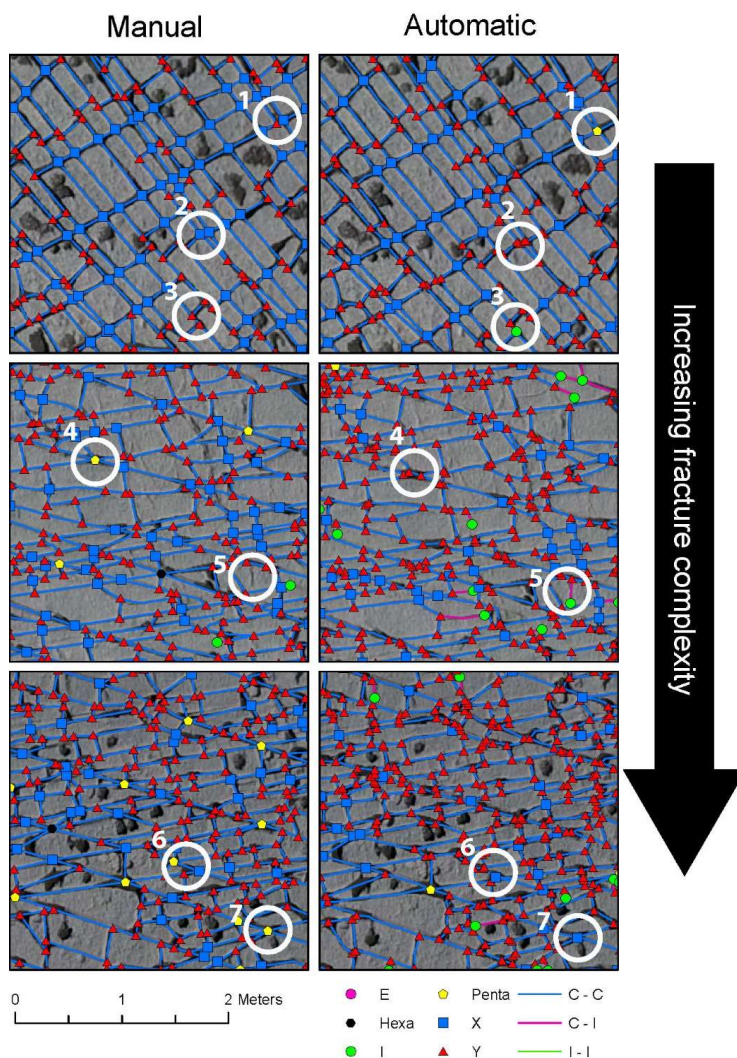 Manual Automatic
1 1
2 2
3 3
4 4
5 5
6 6
7 7
Increasing fracture complexity
0 1 2 Meters
E Penta C - C
Hexa X C - I
I Y I - I